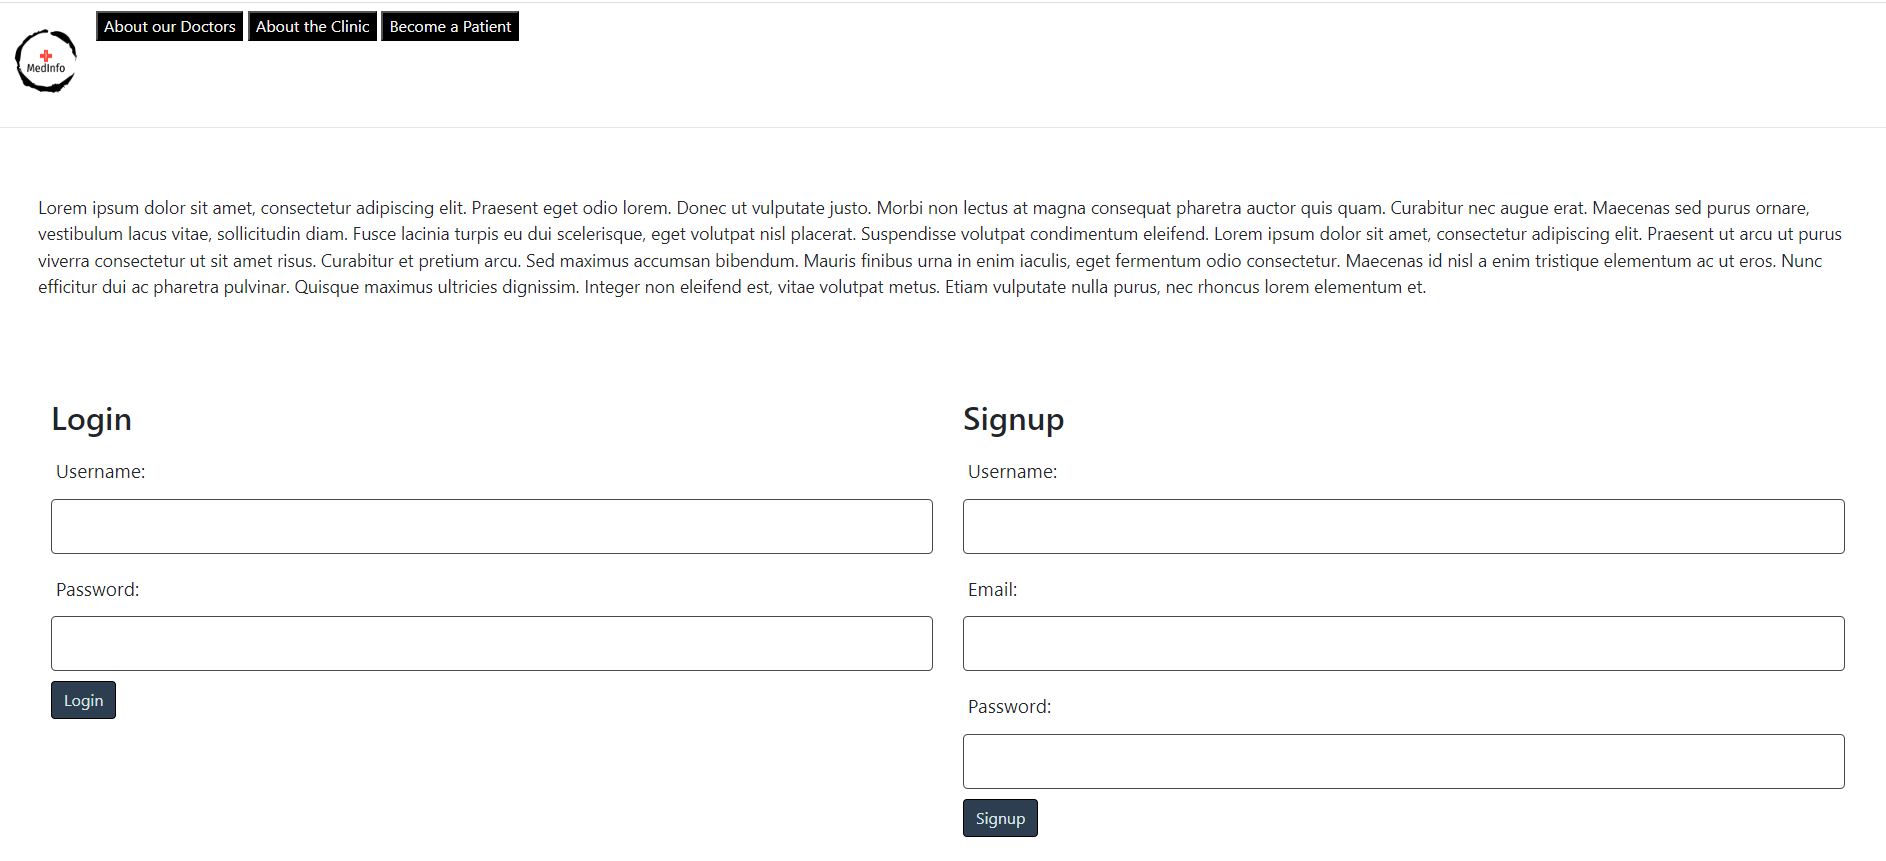 About our Doctors About the Clinic Become a Patient
MedInfo
Lorem ipsum dolor sit amet, consectetur adipiscing elit. Praesent eget odio lorem. Donec ut vulputate justo. Morbi non lectus at magna consequat pharetra auctor quis quam. Curabitur nec augue erat. Maecenas sed purus ornare,
vestibulum lacus vitae, sollicitudin diam. Fusce lacinia turpis eu dui scelerisque, eget volutpat nisl placerat. Suspendisse volutpat condimentum eleifend. Lorem ipsum dolor sit amet, consectetur adipiscing elit. Praesent ut arcu ut purus
viverra consectetur ut sit amet risus. Curabitur et pretium arcu. Sed maximus accumsan bibendum. Mauris finibus urna in enim iaculis, eget fermentum odio consectetur. Maecenas id nisl a enim tristique elementum ac ut eros. Nunc
efficitur dui ac pharetra pulvinar. Quisque maximus ultricies dignissim. Integer non eleifend est, vitae volutpat metus. Etiam vulputate nulla purus, nec rhoncus lorem elementum et.
Login
Username:
Password:
Login
Signup
Username:
Email:
Password:
Signup